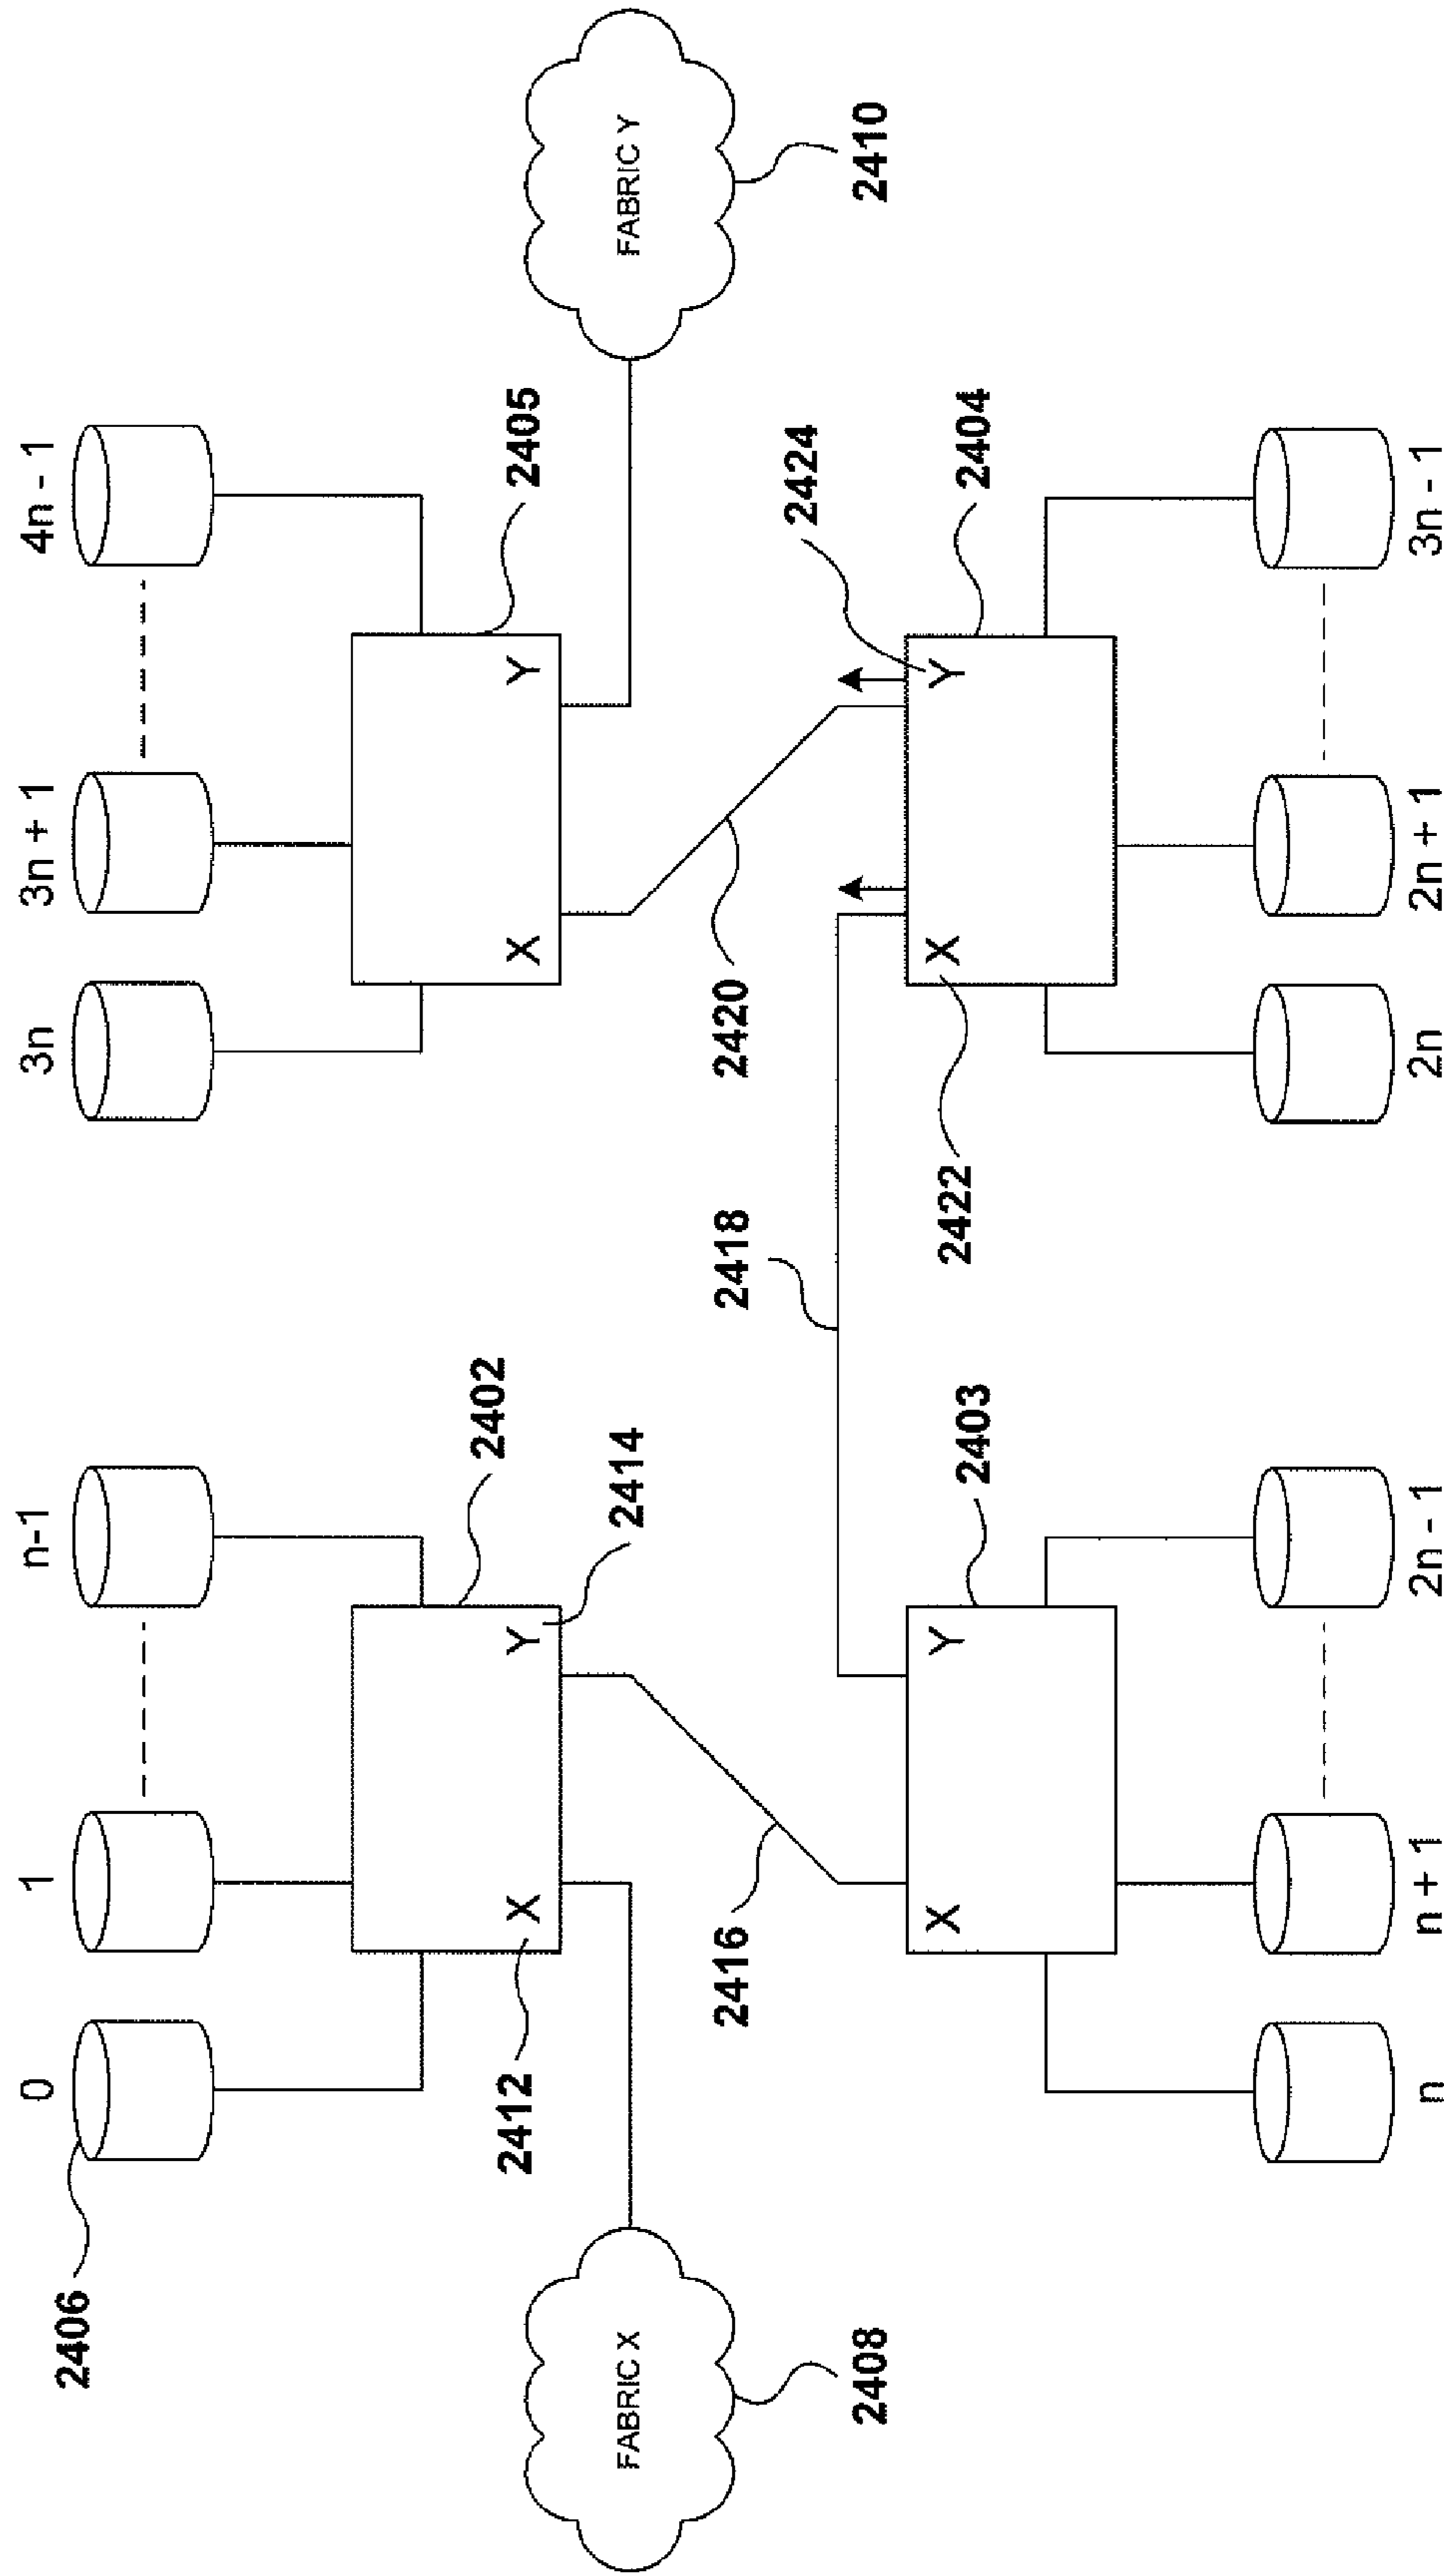 0
1
n-1
3n
3n + 1
4n - 1
2406
2402
2405
X
Y
X
Y
2412
2414
FABRIC X
FABRIC Y
2408
2410
2416
2418
2420
2424
X
Y
X
Y
2403
2422
2404
n
n + 1
2n - 1
2n
2n + 1
3n - 1